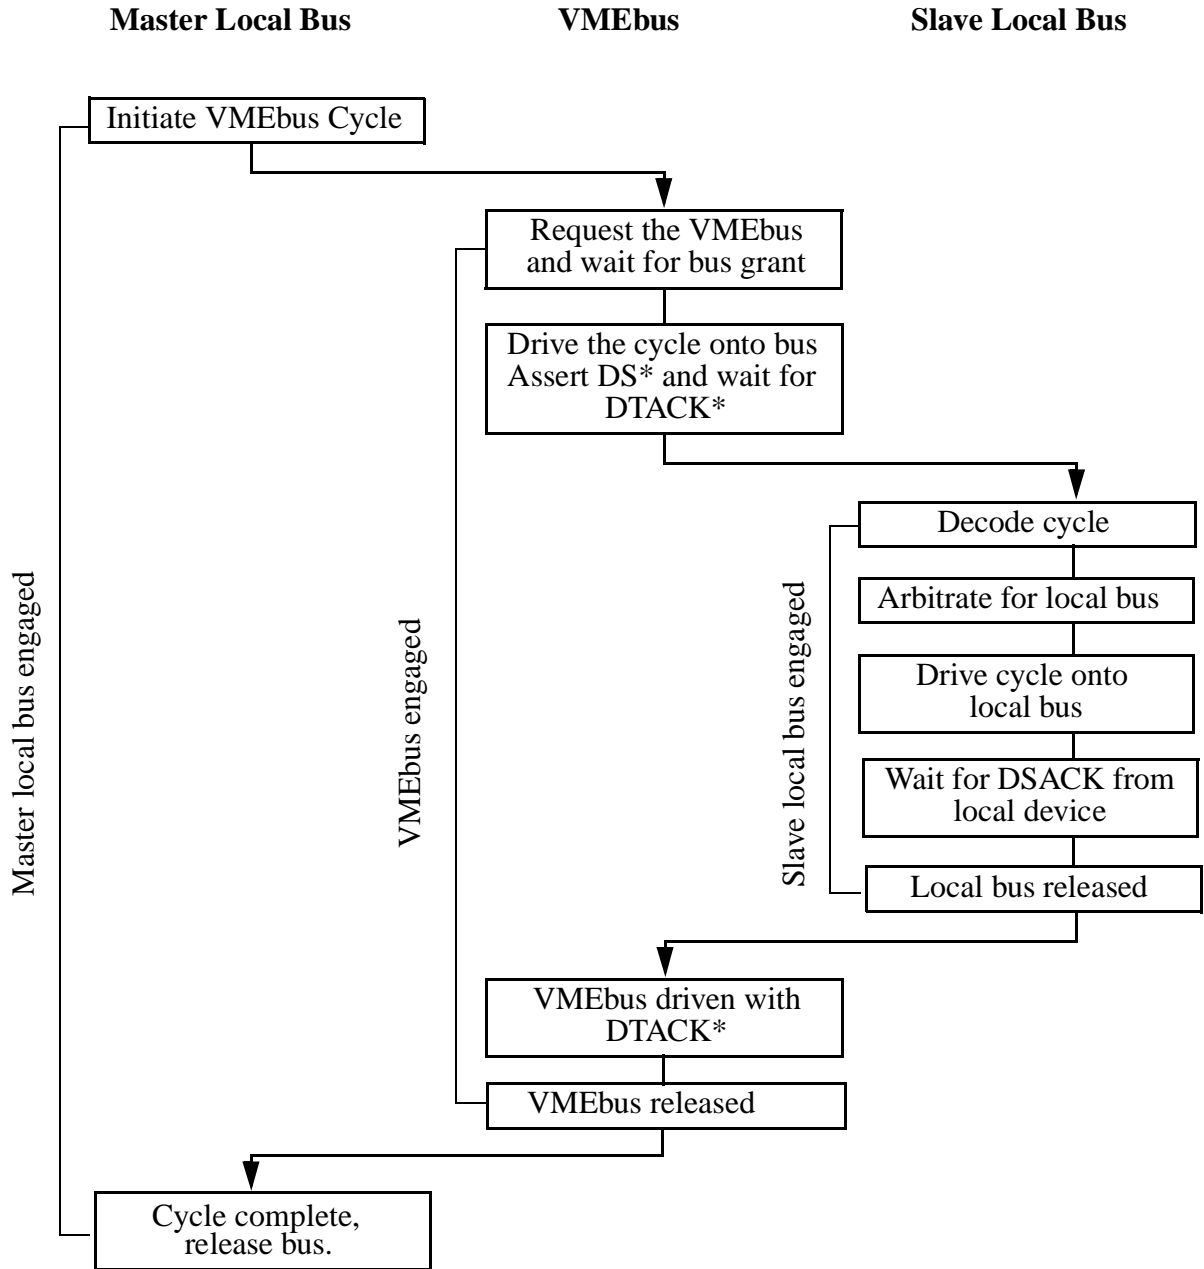 Master Local Bus
VMEbus
Slave Local Bus
Initiate VMEbus Cycle
Request the VMEbus
and wait for bus grant
Drive the cycle onto bus
Assert DS* and wait for
DTACK*
Decode cycle
Arbitrate for local bus
Drive cycle onto
local bus
Wait for DSACK from
local device
Local bus released
VMEbus driven with
DTACK*
VMEbus released
Cycle complete,
release bus.
Master local bus engaged
VMEbus engaged
Slave local bus engaged